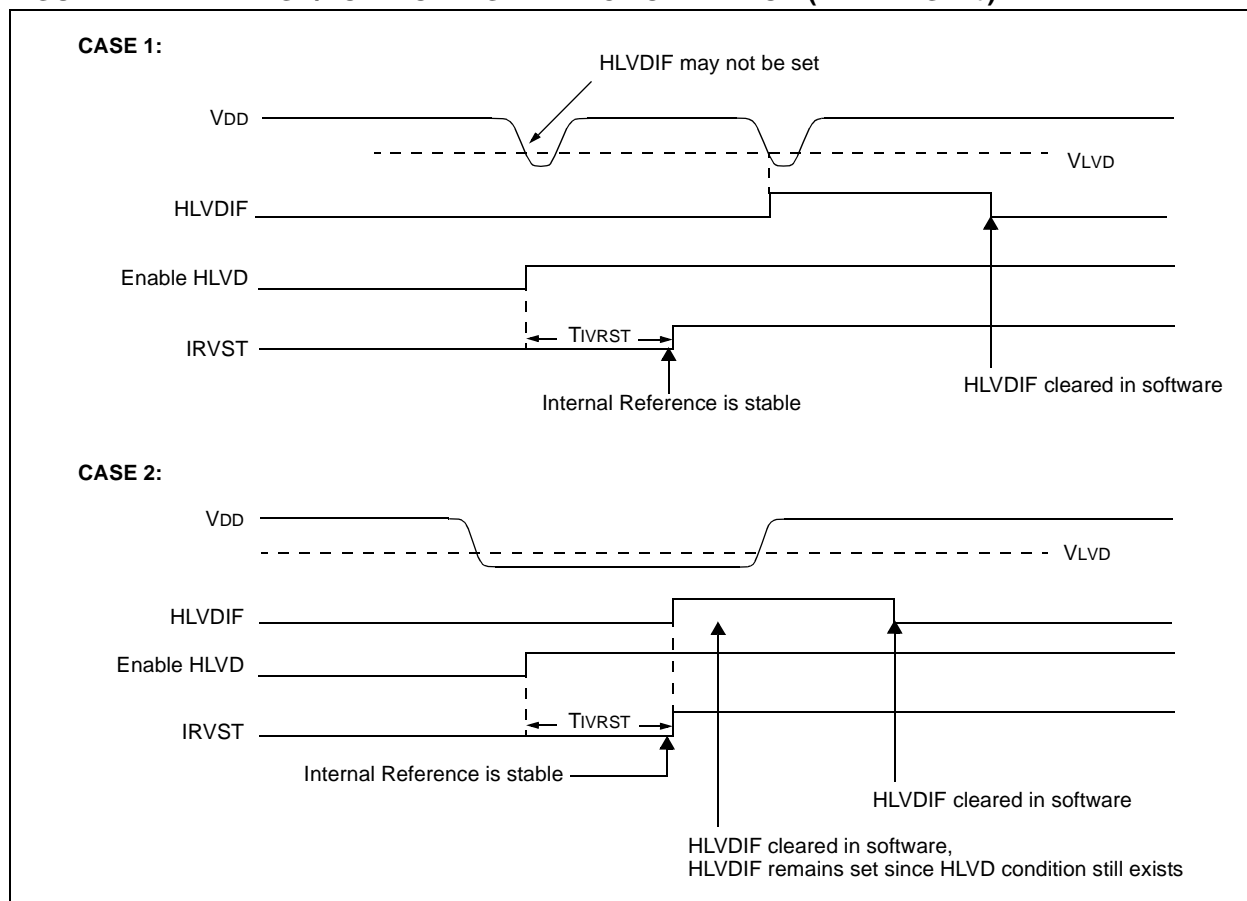 CASE 1:
HLVDIF may not be set
VDD
VLVD
HLVDIF
Enable HLVD
TIVRST
IRVST
HLVDIF cleared in software
Internal Reference is stable
CASE 2:
VDD
VLVD
HLVDIF
Enable HLVD
TIVRST
IRVST
Internal Reference is stable
HLVDIF cleared in software
HLVDIF cleared in software,
HLVDIF remains set since HLVD condition still exists